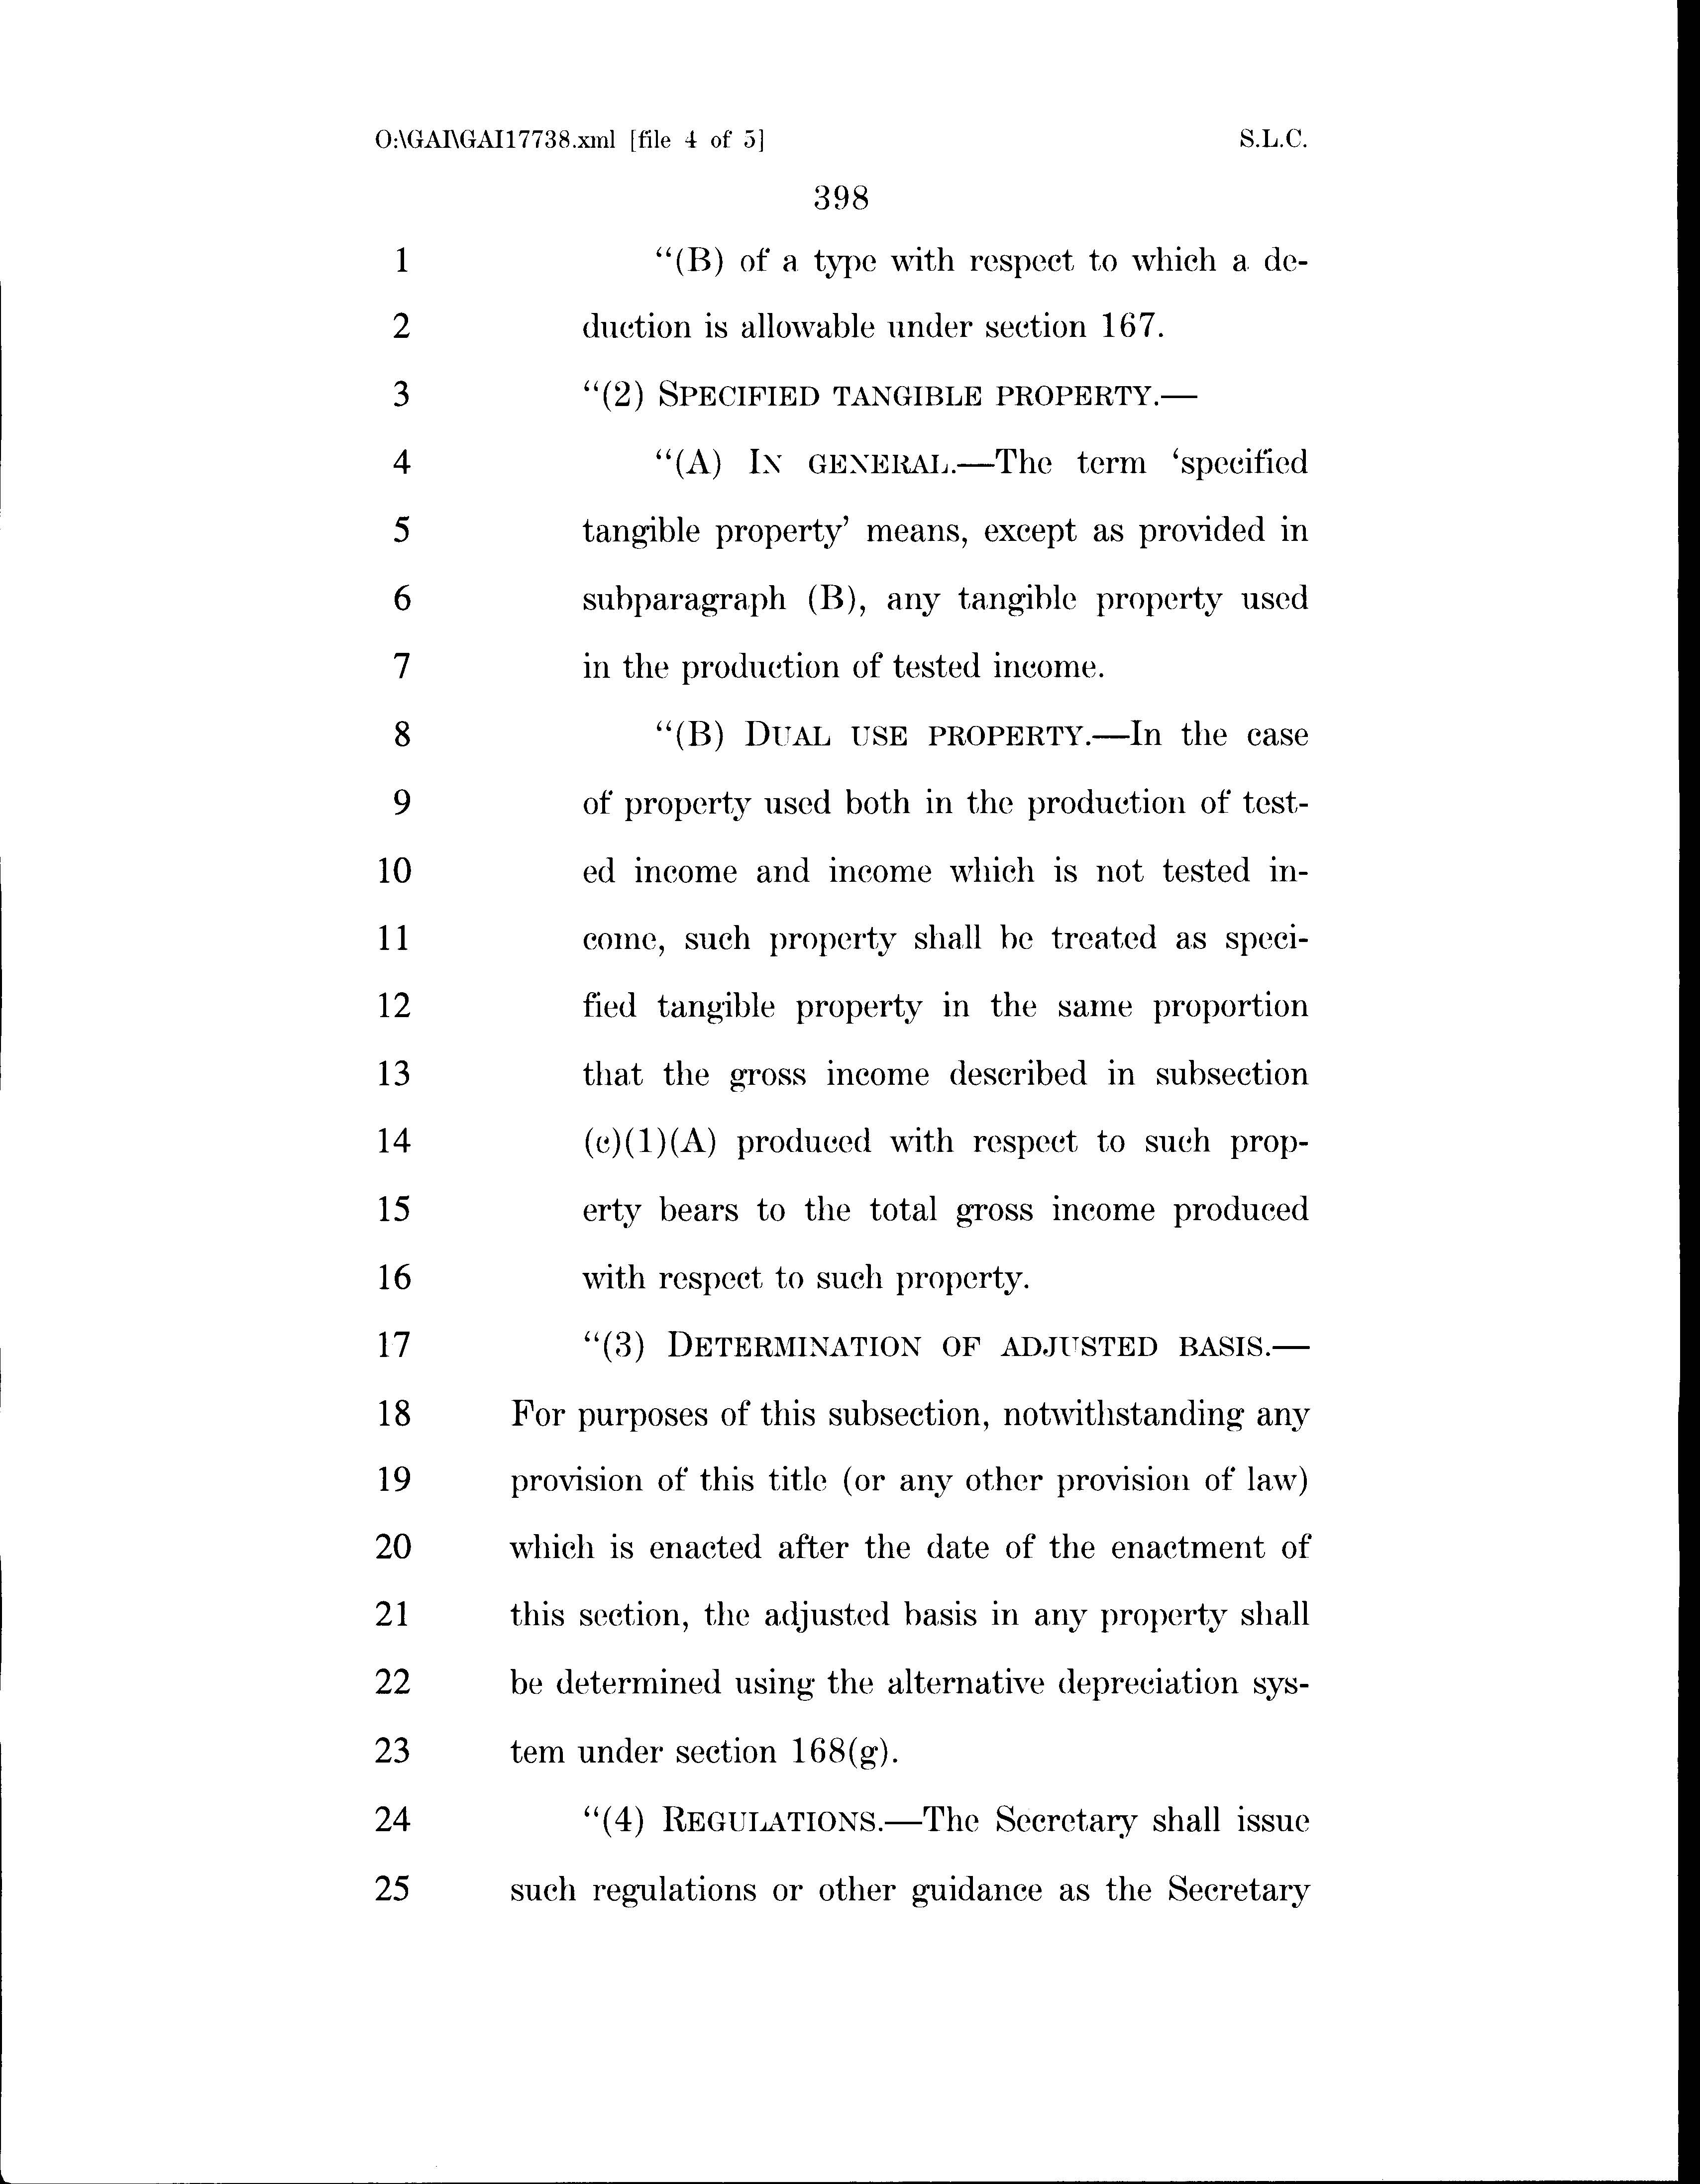 O:\GAI\GAI17738.xml [file 4 of 5] S.L.C.
398
1 “(B) of a type with respect to which a de-
2 duction is allowable under section 167.
3 “(2) SPECIFIED TANGIBLE PROPERTY.—
4 “(A) IN GENERAL.—The term ‘specified
5 tangible property’ means, except as provided in
6 subparagraph (B), any tangible property used
7 in the production of tested income.
8 “(B) DUAL USE PROPERTY.—In the case
9 of property used both in the production of test-
10 ed income and income which is not tested in-
11 come, such property shall be treated as speci-
12 fied tangible property in the same proportion
13 that the gross income described in subsection
14 (c)(1)(A) produced with respect to such prop-
15 erty bears to the total gross income produced
16 with respect to such property.
17 “(3) DETERMINATION OF ADJUSTED BASIS.—
18 For purposes of this subsection, notwithstanding any
19 provision of this title (or any other provision of law)
20 which is enacted after the date of the enactment of
21 this section, the adjusted basis in any property shall
22 be determined using the alternative depreciation sys-
23 tem under section 168(g).
24 “(4) REGULATIONS.—The Secretary shall issue
25 such regulations or other guidance as the Secretary